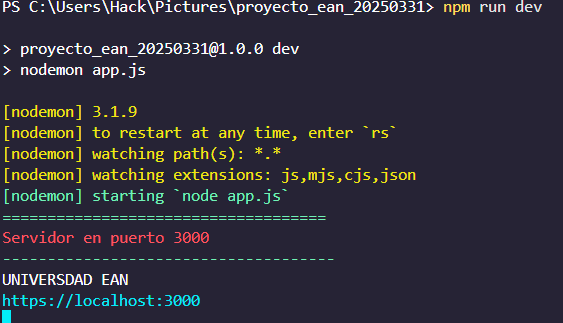 PS C:\Users\Hack\Pictures\proyecto_ean_20250331> npm run dev
> proyecto_ean_20250331@1.0.0 dev
> nodemon app.js
[nodemon] 3.1.9
[nodemon] to restart at any time, enter `rs`
[nodemon] watching path(s): *.*
[nodemon] watching extensions: js,mjs,cjs,json
[nodemon] starting `node app.js`
===================================
Servidor en puerto 3000
------------------------------------
UNIVERSDAD EAN
https://localhost:3000